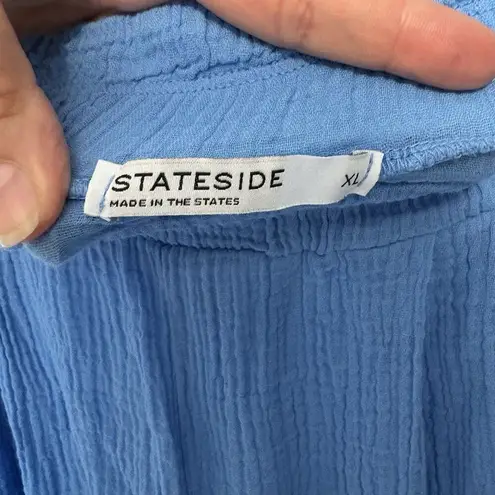 STATESIDE XL
MADE IN THE STATES